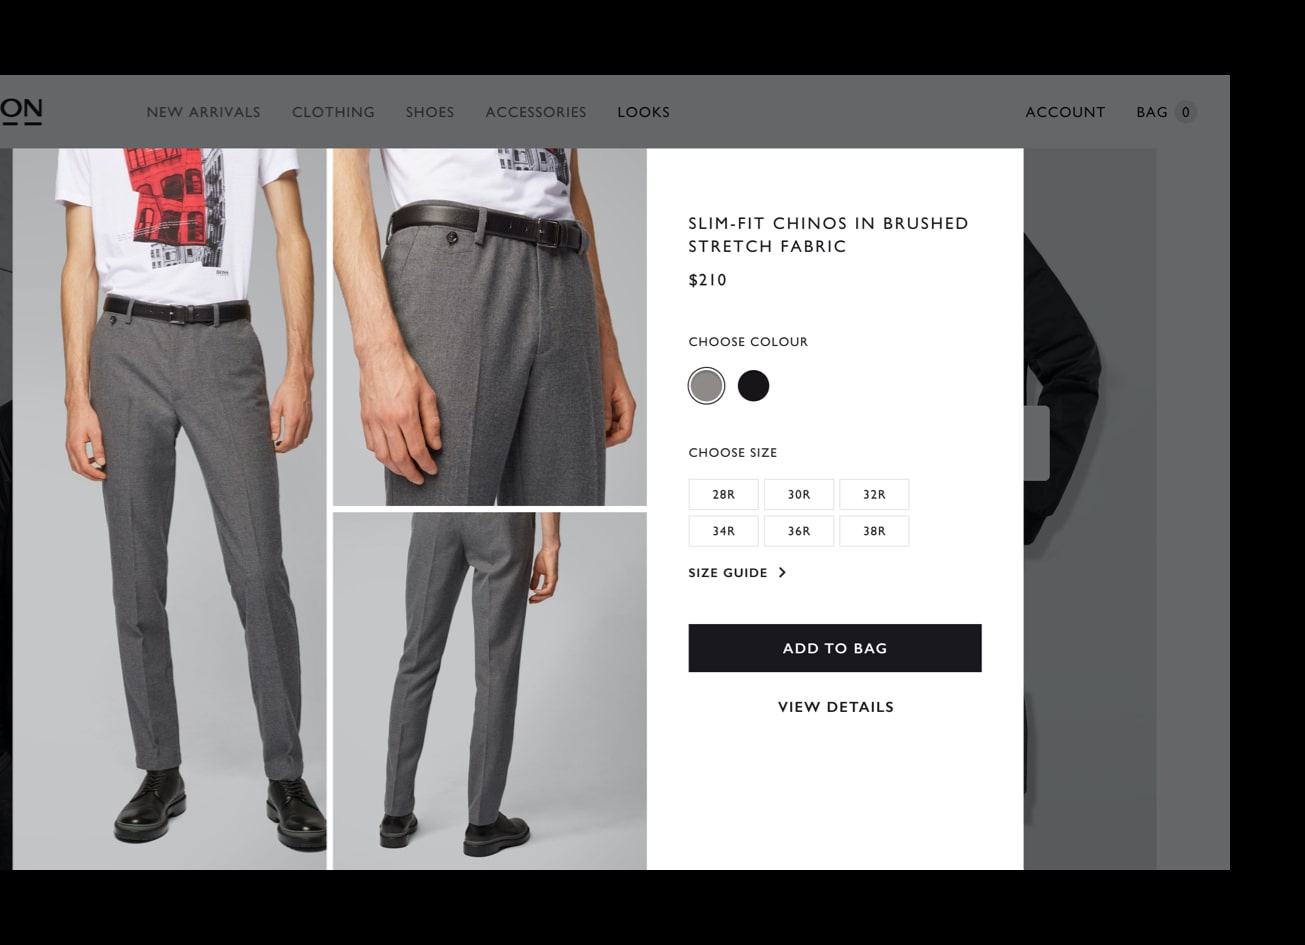 ON
NEW ARRIVALS CLOTHING SHOES ACCESSORIES LOOKS ACCOUNT BAG 0
SLIM-FIT CHINOS IN BRUSHED
STRETCH FABRIC
$210
CHOOSE COLOUR
CHOOSE SIZE
28R 30R 32R
34R 36R 38R
SIZE GUIDE
ADD TO BAG
VIEW DETAILS